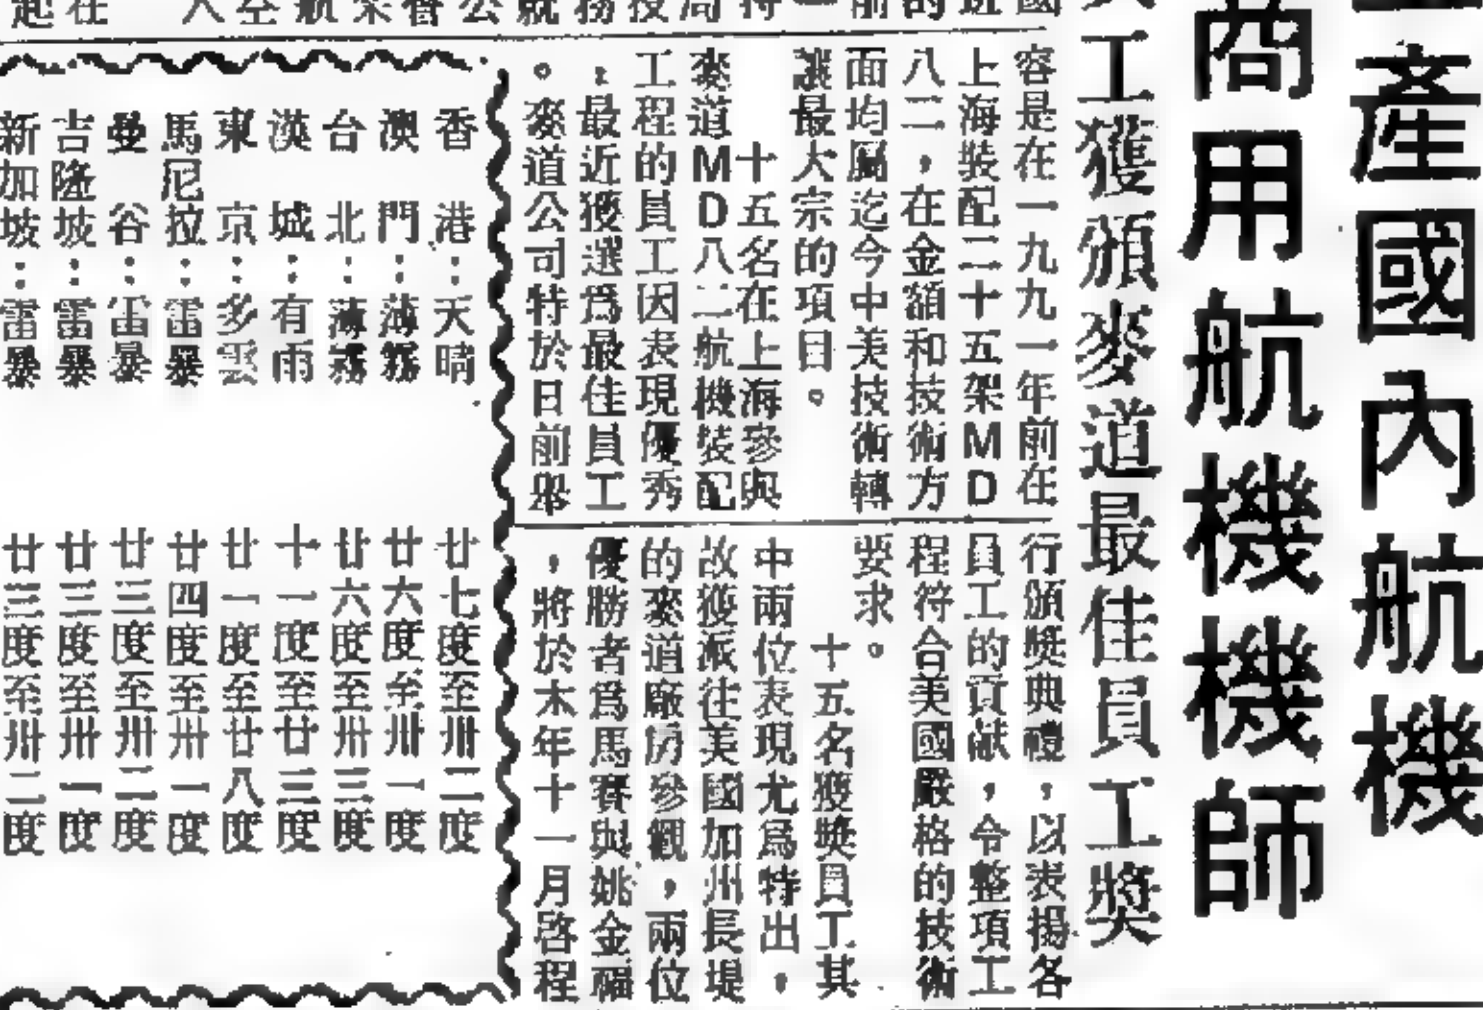 產國內航機
商用航機機師
工獲頒麥道最佳員工獎
容是在一九九一年前在
上海裝配二十五架MD
八二，在金額和技術方
面均屬迄今中美技術轉
讓最大宗的項目。
十五名在上海參與
麥道MD八二航機裝配
工程的員工因表現優秀
：最近獲選爲最佳員工
。麥道公司特於日前舉
行頒獎典禮，以表揚各
員工的貢献，令整項工
程符合美國嚴格的技術
要求。
十五名獲獎員工其
中兩位表現尤爲特出，
故獲派往美國加州長堤
的麥道廠房參觀，兩位
優勝者爲馬賽與姚金福
，將於本年十一月啓程
香港：天晴 廿七度至卅二度
澳門：薄霧 廿六度至卅一度
台北：薄霧 廿六度至卅三度
漢城：有雨 十一度至廿三度
東京：多雲 廿一度至廿八度
馬尼拉：雷暴 廿四度至卅一度
曼谷：雷暴 廿三度至卅二度
吉隆坡：雷暴 廿三度至卅一度
新加坡：雷暴 廿三度至卅二度